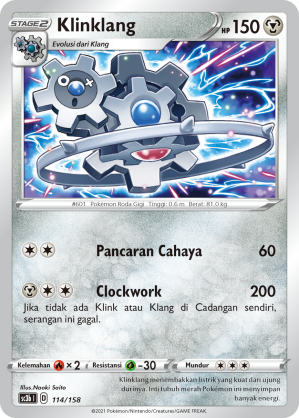 STAGE2 Klinklang HP 150
Evolusi dari Klang
#601 Pokémon Roda Gigi Tinggi: 0.6 m Berat: 81.0 kg
Pancaran Cahaya 60
Clockwork 200
Jika tidak ada Klink atau Klang di Cadangan sendiri,
serangan ini gagal.
Kelemahan ×2 Resistansi -30 Mundur
Illus.Naoki Saito
sc3b I D 114/158
Klinklang menembakkan listrik yang kuat dari ujung
durinya. Inti tubuh merah Pokémon ini menyimpan
banyak energi.
©2021 Pokémon/Nintendo/Creatures/GAME FREAK